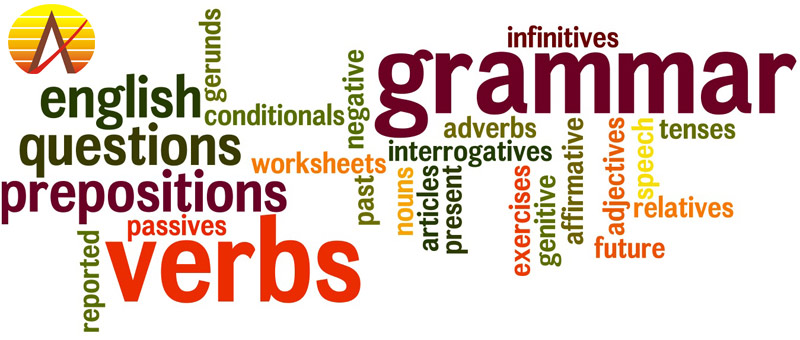 gerunds
infinitives
english
conditionals
negative
grammar
questions
adverbs
tenses
worksheets
interrogatives
prepositions
past
nouns
articles
present
exercises
genitive
affirmative
adjectives
speech
relatives
passives
future
reported
verbs